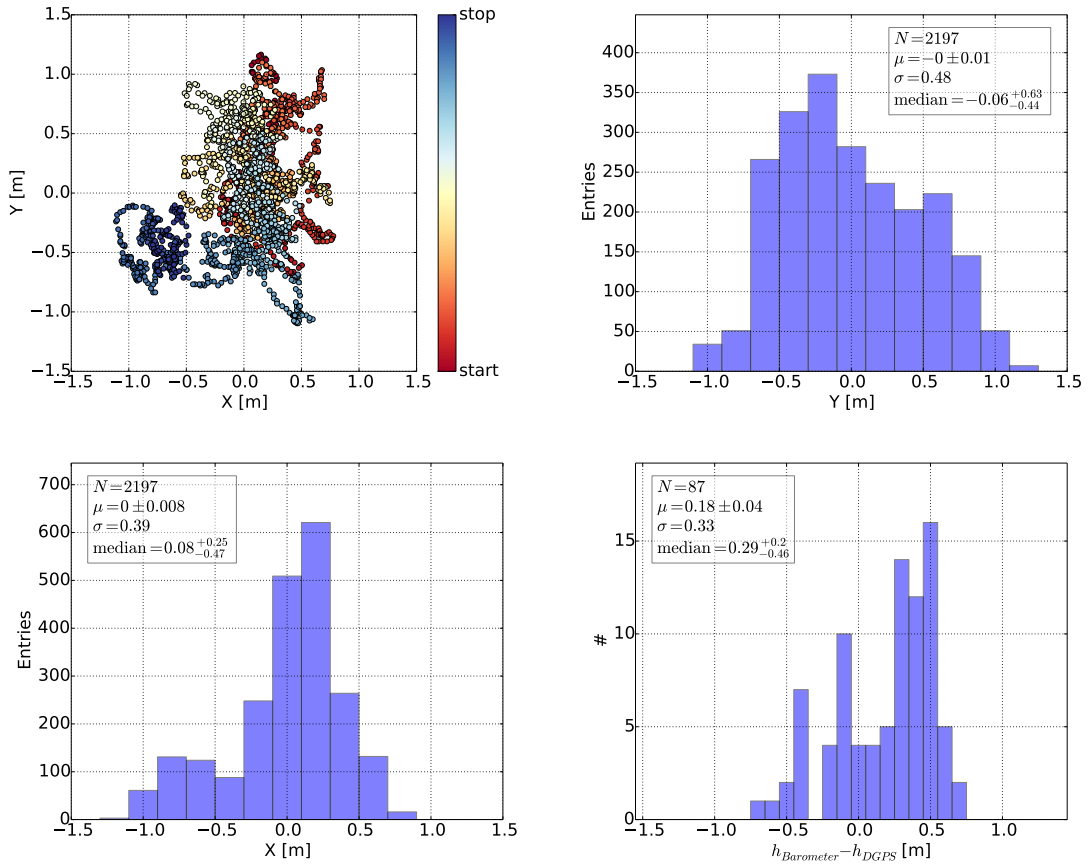 1.5
1.0
0.5
0.0
−0.5
−1.0
1.5
Y [m]
1.5 −1.0 −0.5 0.0 0.5 1.0 1.5
X [m]
stop
start
400
350
300
250
200
150
100
50
0
Entries
N=2197
μ=−0 ±0.01
σ=0.48
median=−0.06 +0.63 −0.44
−1.5 −1.0 −0.5 0.0 0.5 1.0 1.5
Y [m]
700
600
500
400
300
200
100
0
Entries
N=2197
μ=0 ±0.008
σ=0.39
median=0.08 +0.25 −0.47
−1.5 −1.0 −0.5 0.0 0.5 1.0 1.5
X [m]
15
10
5
0
#
N=87
μ=0.18 ±0.04
σ=0.33
median=0.29 +0.2 −0.46
−1.5 −1.0 −0.5 0.0 0.5 1.0
h_Barometer−h_DGPS [m]